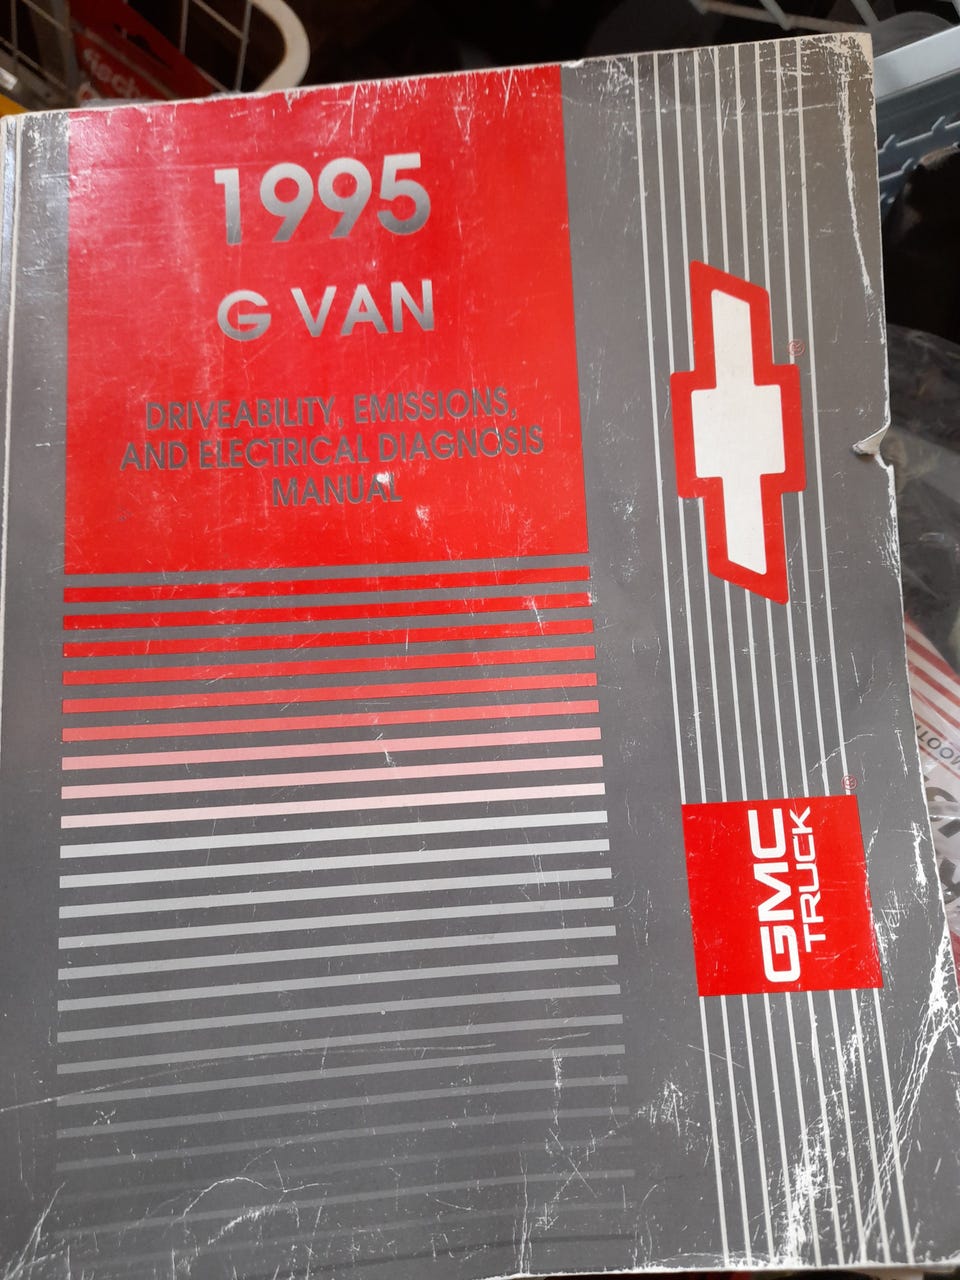 1995
G VAN
DRIVEABILITY, EMISSIONS,
AND ELECTRICAL DIAGNOSIS
MANUAL
®
®
GMC
TRUCK